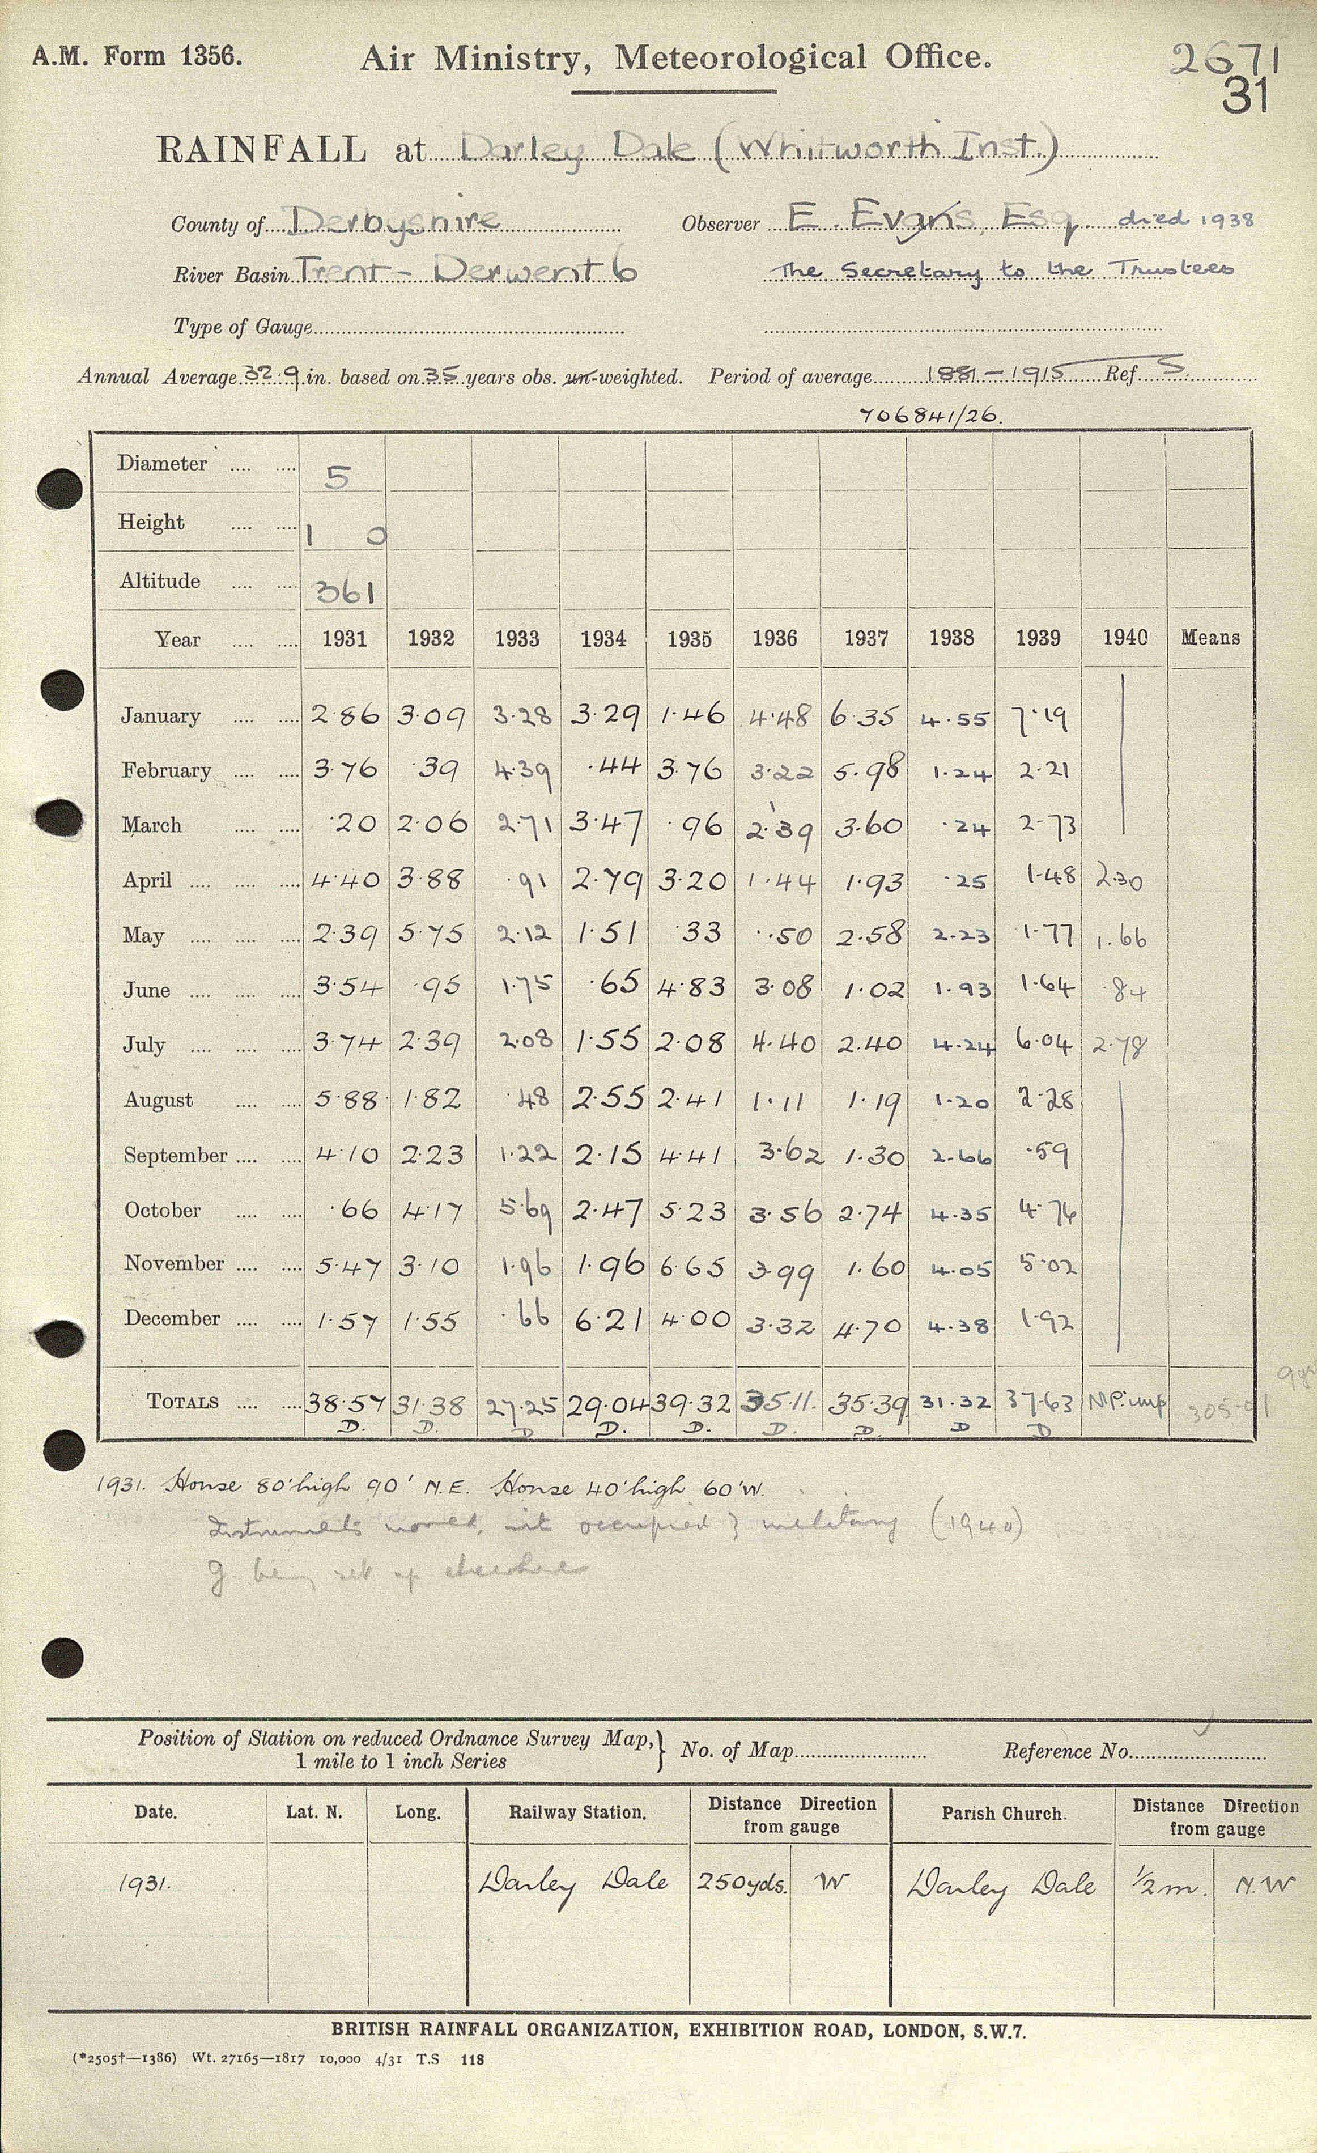 A.M. Form 1356. Air Ministry, Meteorological Office. 2671
31
RAINFALL at Darley Dale (Whitworth Inst.)
County of Derbyshire Observer E. Evans, Esq. died 1938
River Basin Trent - Derwent 6 The Secretary to the Trustees
Type of Gauge
Annual Average 32.9 in. based on 35 years obs. un-weighted. Period of average 1881-1915 Ref. S
706841/26.
Diameter 5
Height 1 0
Altitude 361
Year 1931 1932 1933 1934 1935 1936 1937 1938 1939 1940 Means
January 2.86 3.09 3.28 3.29 1.46 4.48 6.35 4.55 7.19
February 3.76 .39 4.39 .44 3.76 3.22 5.98 1.24 2.21
March .20 2.06 2.71 3.47 .96 2.39 3.60 .24 2.73
April 4.40 3.88 .91 2.79 3.20 1.44 1.93 .25 1.48 2.30
May 2.39 5.75 2.12 1.51 .33 .50 2.58 2.23 1.77 1.66
June 3.54 .95 1.75 .65 4.83 3.08 1.02 1.93 1.64 .84
July 3.74 2.39 2.08 1.55 2.08 4.40 2.40 4.24 6.04 2.78
August 5.88 1.82 .48 2.55 2.41 1.11 1.19 1.20 2.28
September 4.10 2.23 1.22 2.15 4.41 3.62 1.30 2.66 .59
October .66 4.17 5.69 2.47 5.23 3.56 2.74 4.35 4.76
November 5.47 3.10 1.96 1.96 6.65 3.99 1.60 4.05 5.02
December 1.57 1.55 .66 6.21 4.00 3.32 4.70 4.38 1.92
TOTALS 38.57 31.38 27.25 29.04 39.32 35.11 35.39 31.32 37.63 N.P. imp 305.01
D. D. D D. D. D. D. D D
1931. House 80' high 90' N.E. House 40' high 60' W.
Instruments moved, inst occupied by military (1940)
g being set up elsewhere
Position of Station on reduced Ordnance Survey Map, 1 mile to 1 inch Series } No. of Map Reference No.
Date. Lat. N. Long. Railway Station. Distance Direction from gauge Parish Church. Distance Direction from gauge
1931. Darley Dale 250yds. W Darley Dale 1/2 m. N.W
BRITISH RAINFALL ORGANIZATION, EXHIBITION ROAD, LONDON, S.W.7.
(*2505†—1386) Wt. 27165—1817 10,000 4/31 T.S 118